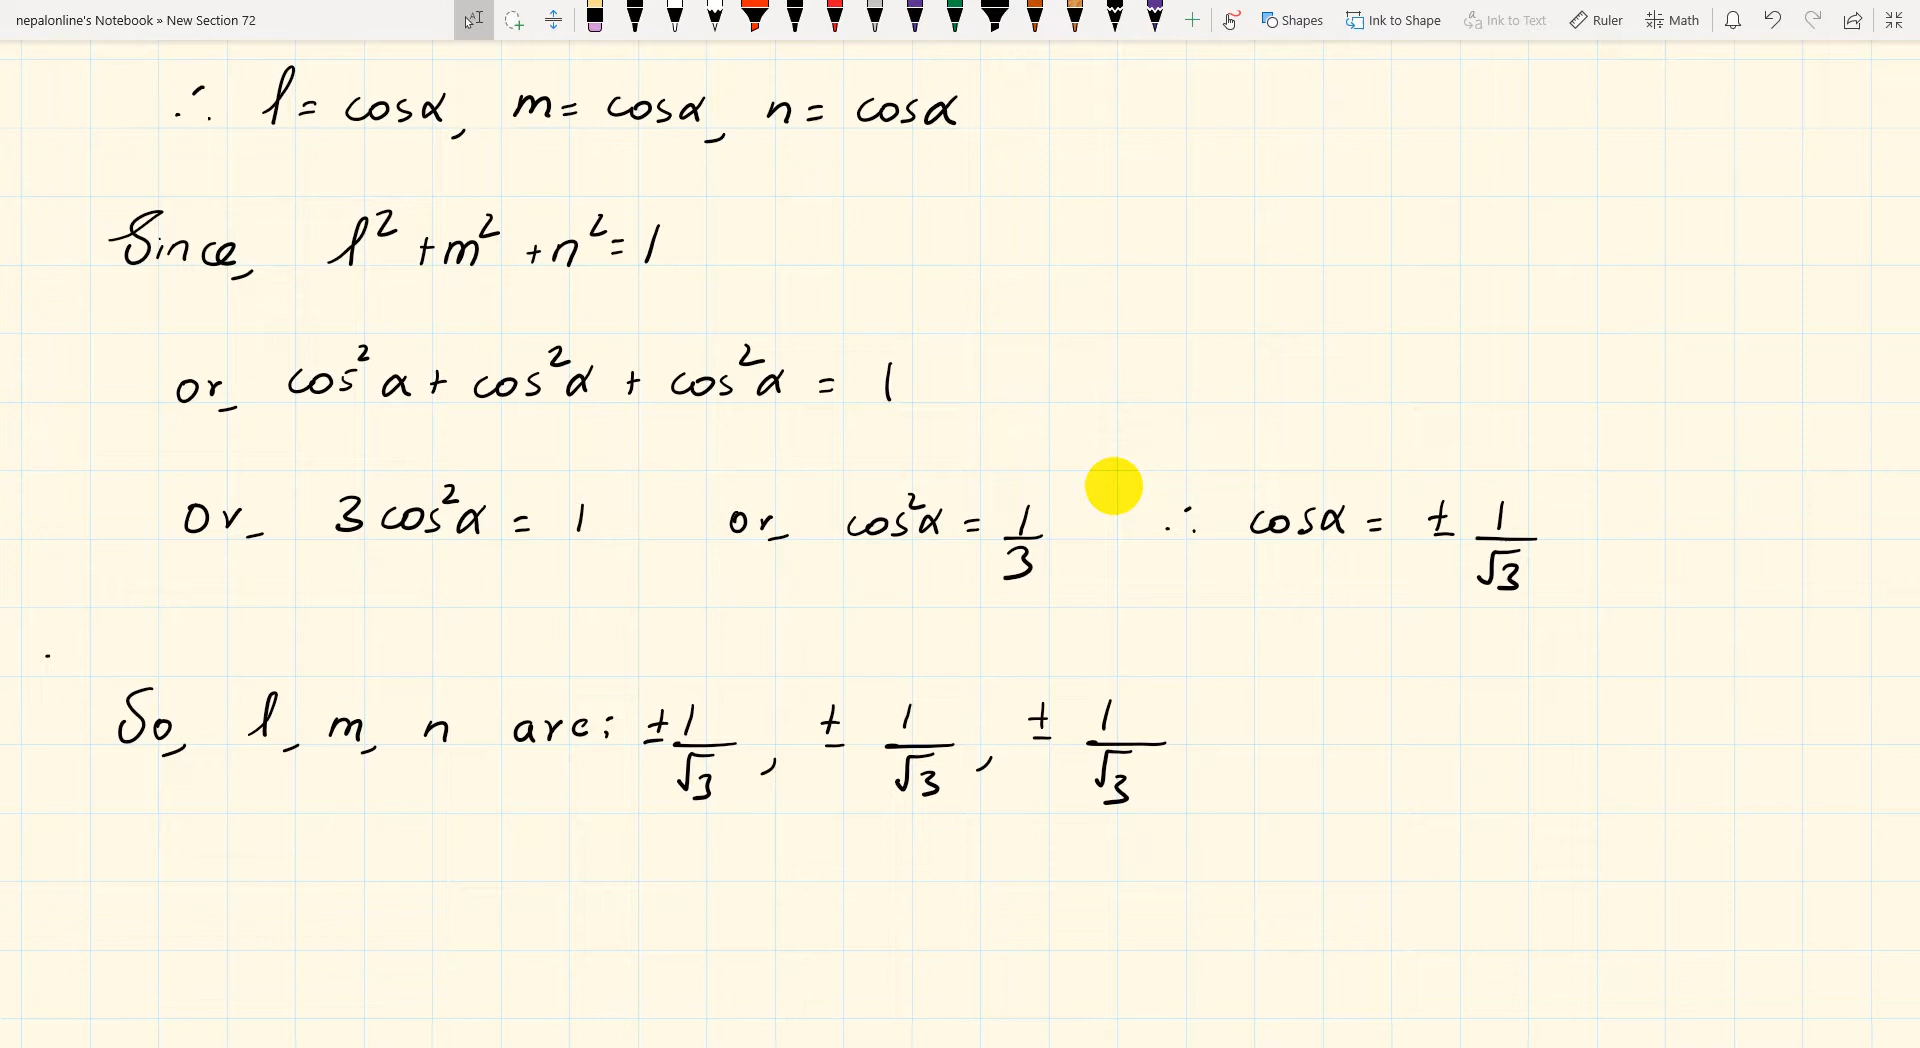 nepalonline's Notebook » New Section 72 Shapes Ink to Shape Ink to Text Ruler Math
∴ l = cosα, m = cosα, n = cosα
Since, l² + m² + n² = 1
or, cos²α + cos²α + cos²α = 1
Or, 3 cos²α = 1 or, cos²α = 1/3 ∴ cosα = ± 1/√3
So, l, m, n are: ± 1/√3, ± 1/√3, ± 1/√3